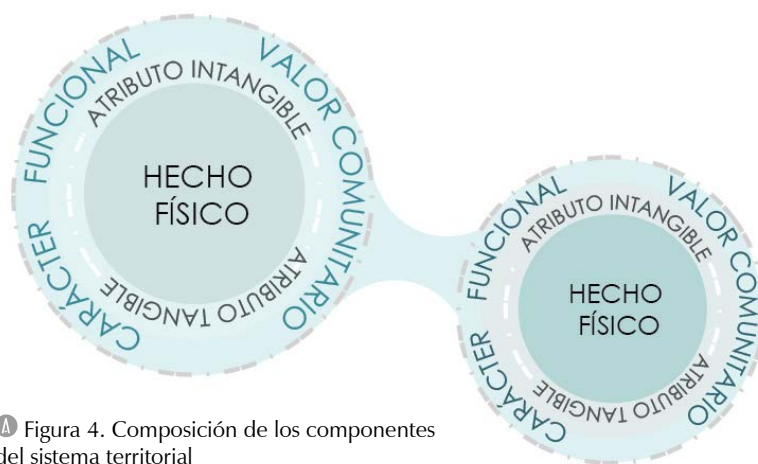 CARÁCTER FUNCIONAL
VALOR COMUNITARIO
ATRIBUTO INTANGIBLE
HECHO
FÍSICO
ATRIBUTO TANGIBLE
CARÁCTER FUNCIONAL
VALOR COMUNITARIO
ATRIBUTO INTANGIBLE
HECHO
FÍSICO
ATRIBUTO TANGIBLE
Figura 4. Composición de los componentes
del sistema territorial